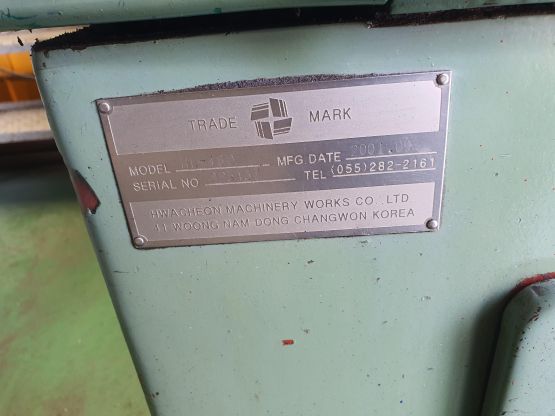 TRADE MARK
MODEL MFG DATE
SERIAL NO TEL (055)282-2161
HWACHEON MACHINERY WORKS CO.,LTD
WOONG NAM DONG CHANGWON KOREA